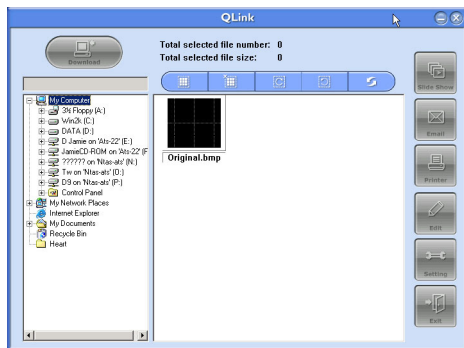 QLink
Download
Total selected file number: 0
Total selected file size: 0
My Computer
3½ Floppy (A:)
Win2k (C:)
DATA (D:)
D Jamie on 'Ats-22' (E:)
JamieCD-ROM on 'Ats-22' (F
?????? on 'Ntas-ats' (N:)
Tw on 'Ntas-ats' (O:)
D9 on 'Ntas-ats' (P:)
Control Panel
My Network Places
Internet Explorer
My Documents
Recycle Bin
Heart
Original.bmp
Slide Show
Email
Printer
Edit
Setting
Exit